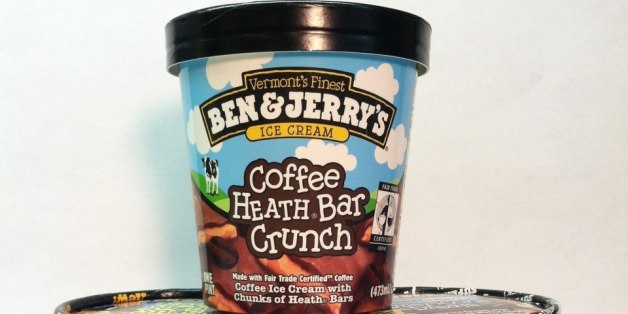 Vermont's Finest
BEN & JERRY'S
ICE CREAM
Coffee
HEATH® Bar
Crunch
FAIR TRADE
CERTIFIED
Made with Fair Trade Certified™ Coffee
Coffee Ice Cream with
Chunks of Heath® Bars
ONE
PINT
(473mL)